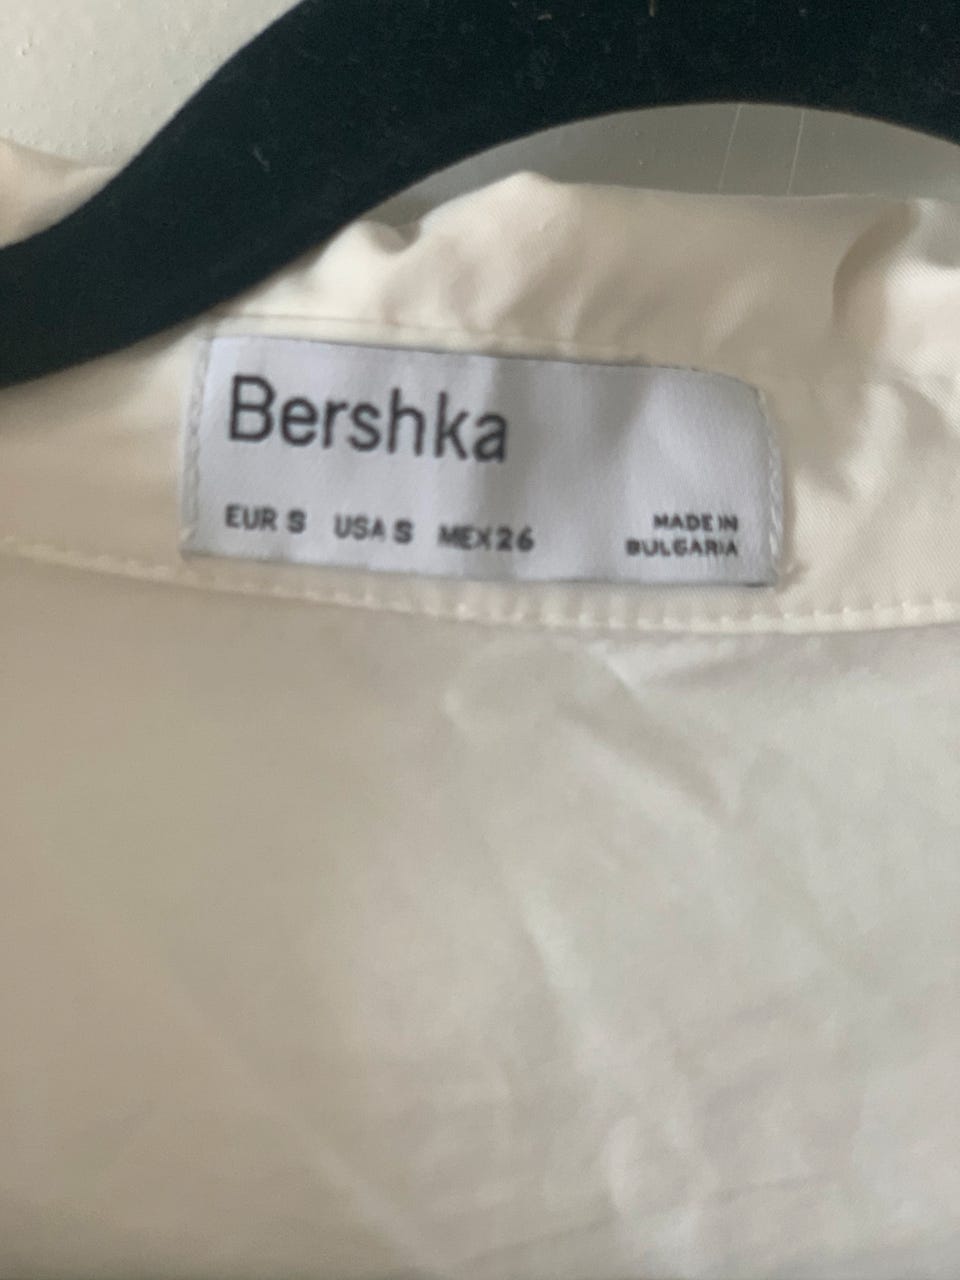 Bershka
EUR S USA S MEX 26
MADE IN
BULGARIA